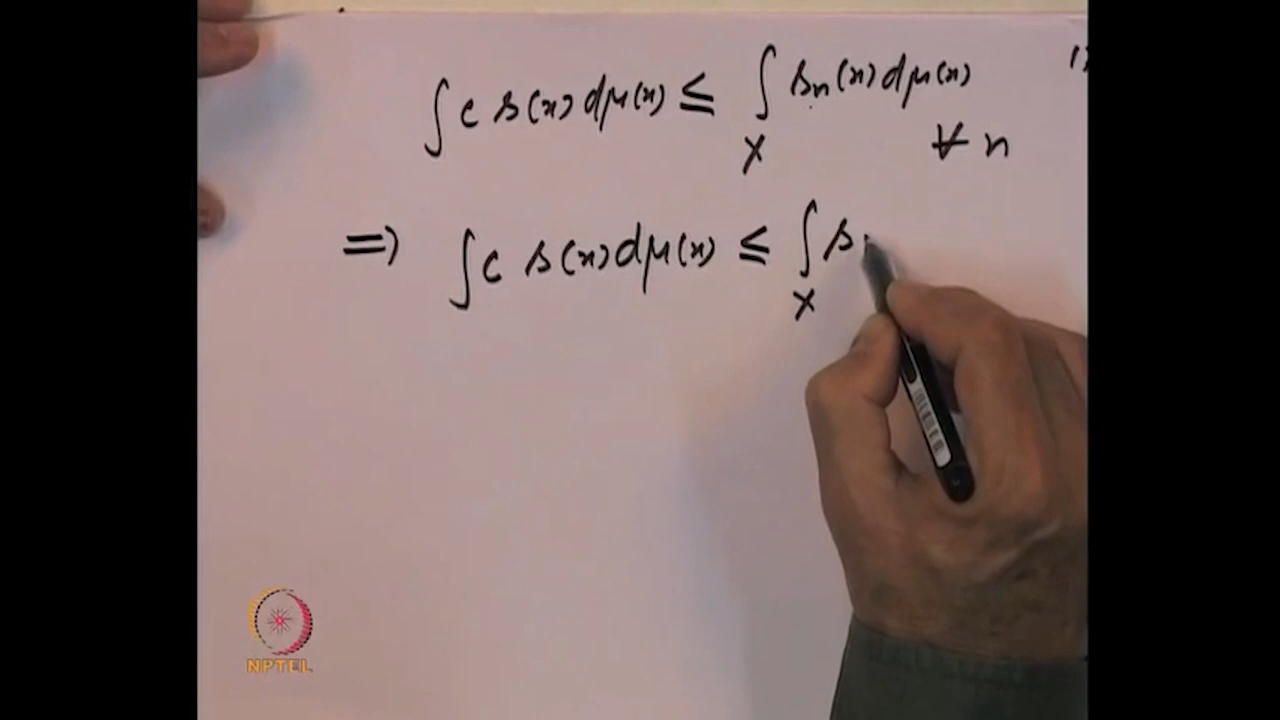 ∫ c s(x) dμ(x) ≤ ∫_X s_n(x) dμ(x)
∀ n
⇒ ∫ c s(x) dμ(x) ≤ ∫_X s
NPTEL